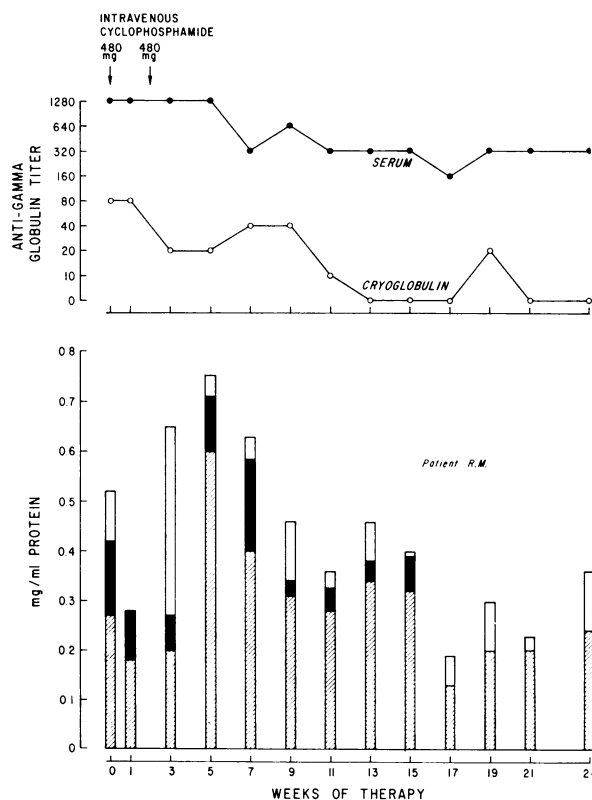 INTRAVENOUS
CYCLOPHOSPHAMIDE
480 480
mg mg
ANTI-GAMMA
GLOBULIN TITER
1280
640
320
160
80
40
20
10
0
SERUM
CRYOGLOBULIN
mg/ml PROTEIN
0.8
0.7
0.6
0.5
0.4
0.3
0.2
0.1
0
Patient R.M.
0 1 3 5 7 9 11 13 15 17 19 21
WEEKS OF THERAPY